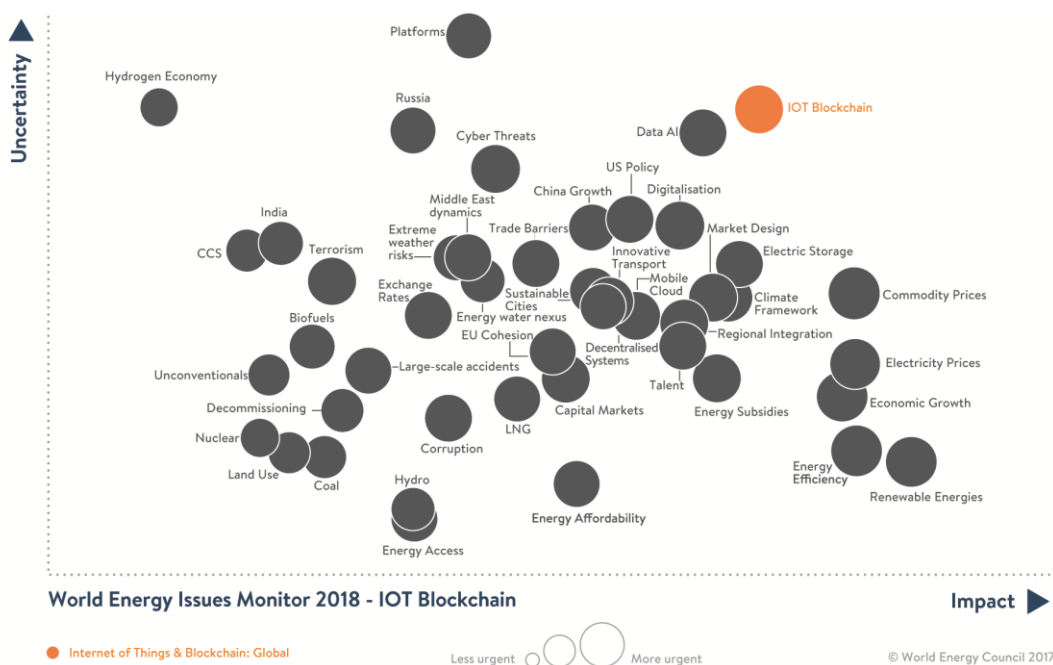 Uncertainty
Platforms
Hydrogen Economy
Russia
IOT Blockchain
Data AI
Cyber Threats
US Policy
Middle East
dynamics
China Growth
Digitalisation
India
CCS
Extreme
weather
risks
Trade Barriers
Market Design
Terrorism
Innovative
Transport
Electric Storage
Exchange
Rates
Sustainable
Cities
Mobile
Cloud
Climate
Framework
Commodity Prices
Energy water nexus
Biofuels
EU Cohesion
Decentralised
Systems
Regional Integration
Unconventionals
Large-scale accidents
Talent
Electricity Prices
Decommissioning
LNG
Capital Markets
Energy Subsidies
Economic Growth
Nuclear
Corruption
Land Use
Coal
Energy
Efficiency
Renewable Energies
Hydro
Energy Affordability
Energy Access
World Energy Issues Monitor 2018 - IOT Blockchain
Impact
Internet of Things & Blockchain: Global
Less urgent
More urgent
© World Energy Council 2017